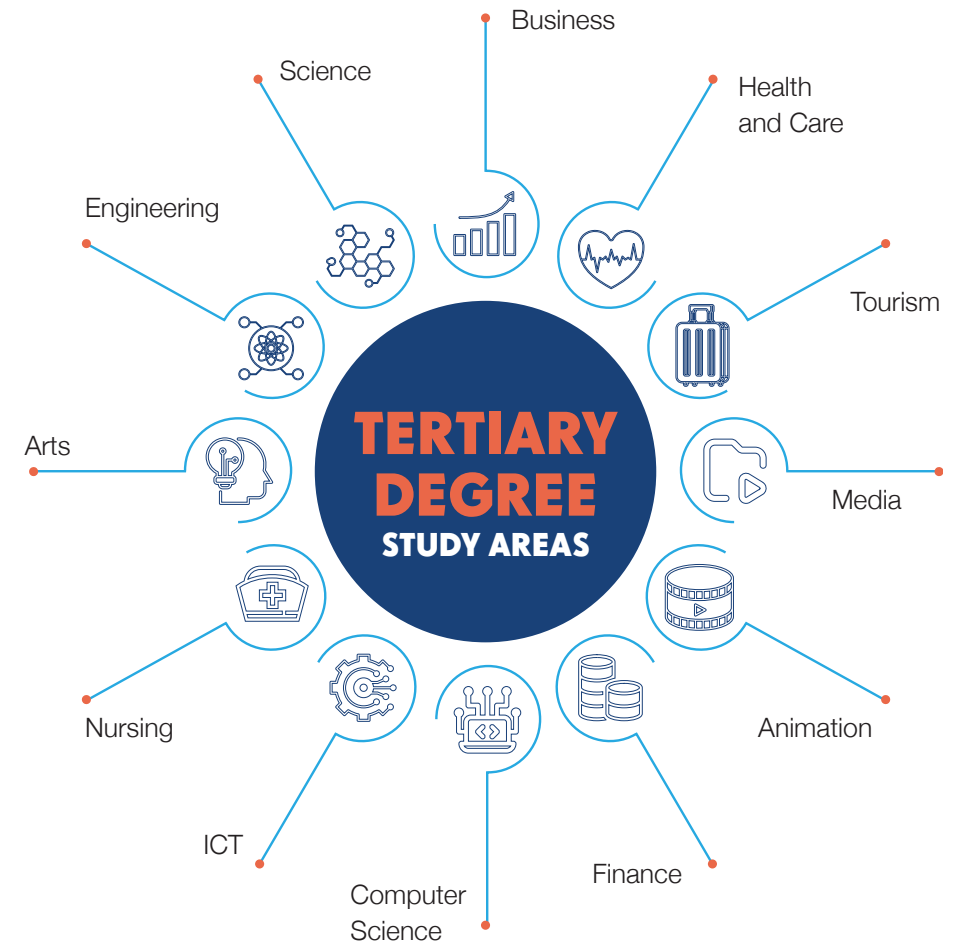 Business
Science
Health
and Care
Engineering
Tourism
TERTIARY
DEGREE
STUDY AREAS
Arts
Media
Nursing
Animation
ICT
Finance
Computer
Science